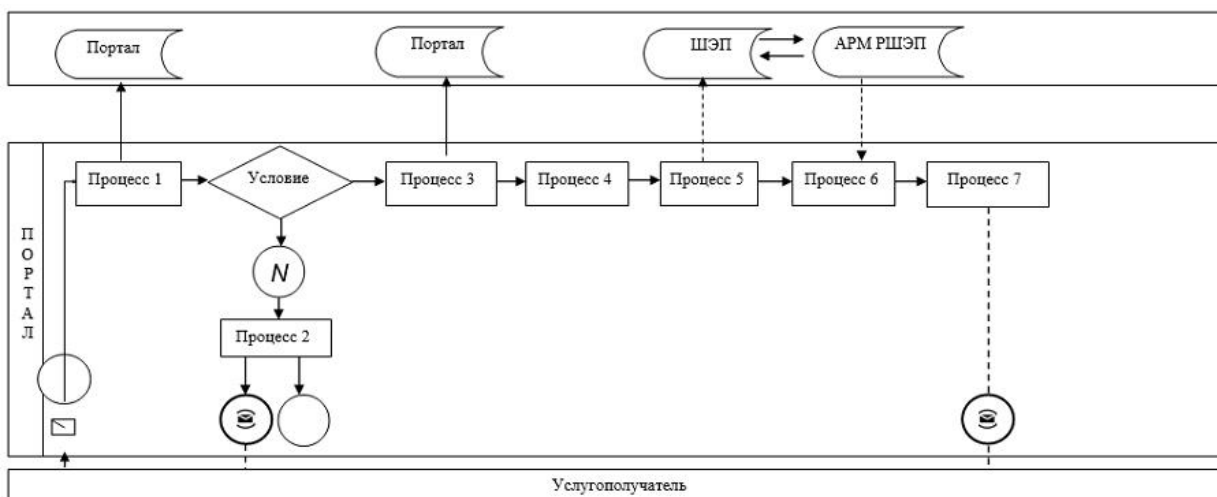 Портал
Портал
ШЭП
АРМ РШЭП
ПОРТАЛ
Процесс 1
Условие
Процесс 3
Процесс 4
Процесс 5
Процесс 6
Процесс 7
N
Процесс 2
Услугополучатель